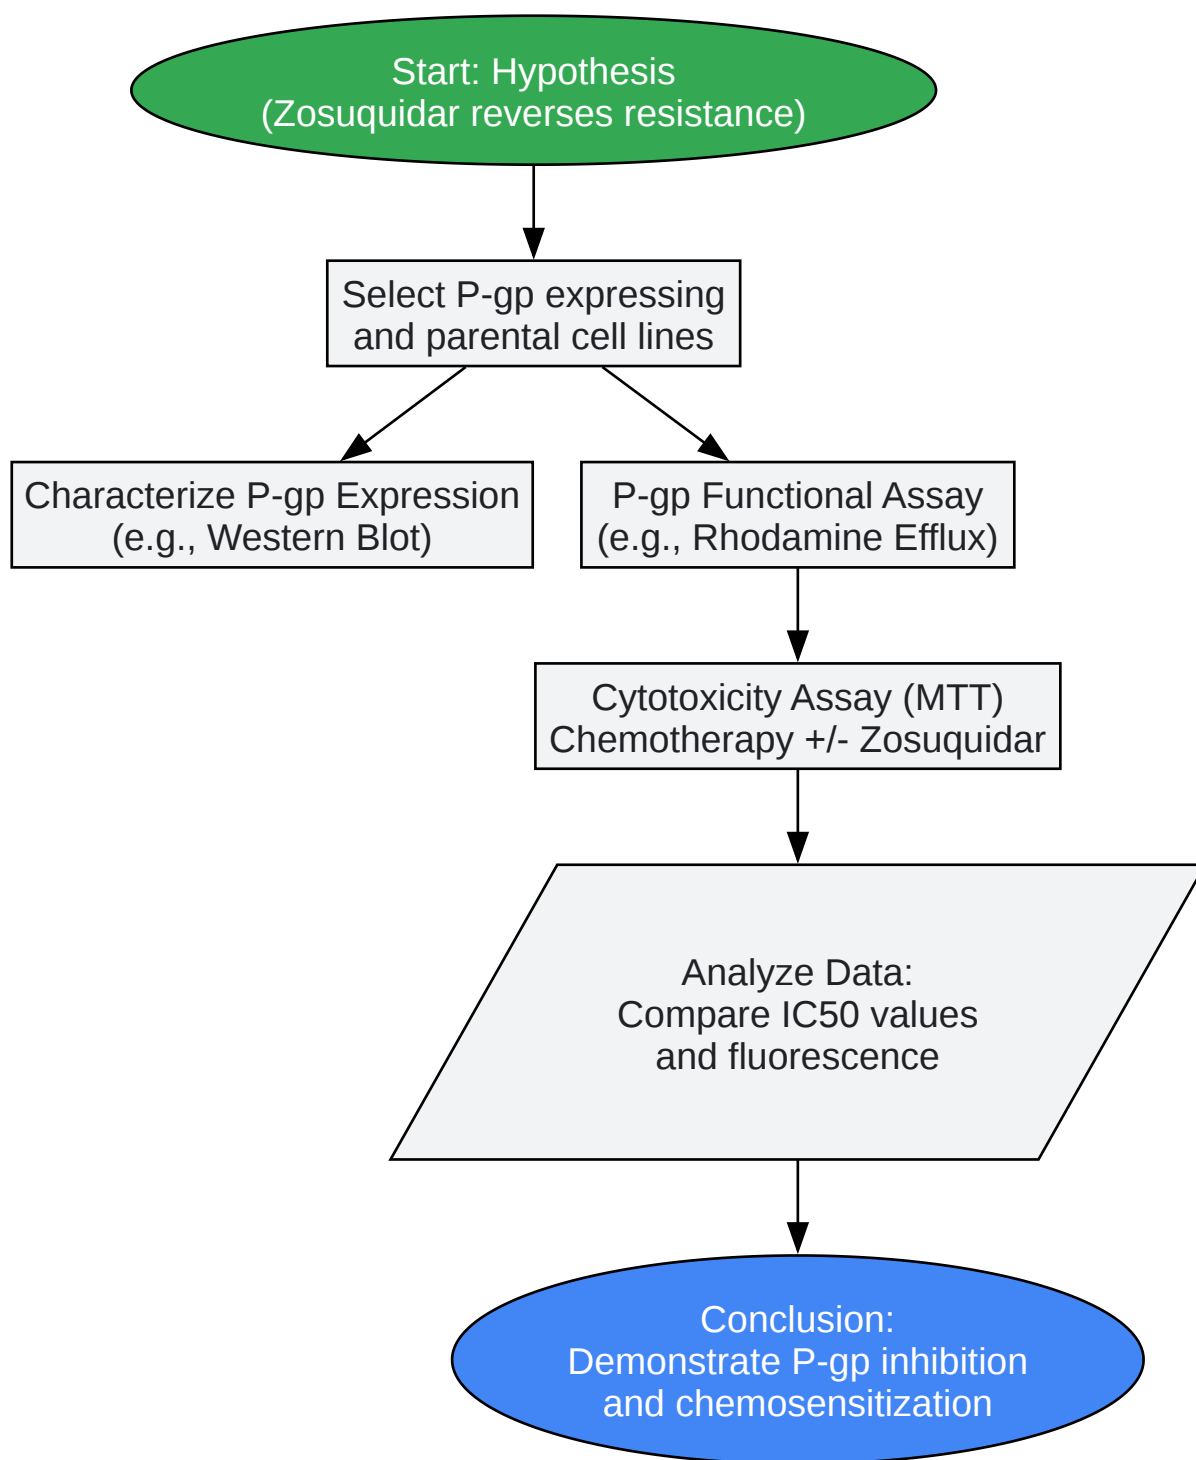 Start: Hypothesis
(Zosuquidar reverses resistance)
Select P-gp expressing
and parental cell lines
Characterize P-gp Expression
(e.g., Western Blot)
P-gp Functional Assay
(e.g., Rhodamine Efflux)
Cytotoxicity Assay (MTT)
Chemotherapy +/- Zosuquidar
Analyze Data:
Compare IC50 values
and fluorescence
Conclusion:
Demonstrate P-gp inhibition
and chemosensitization